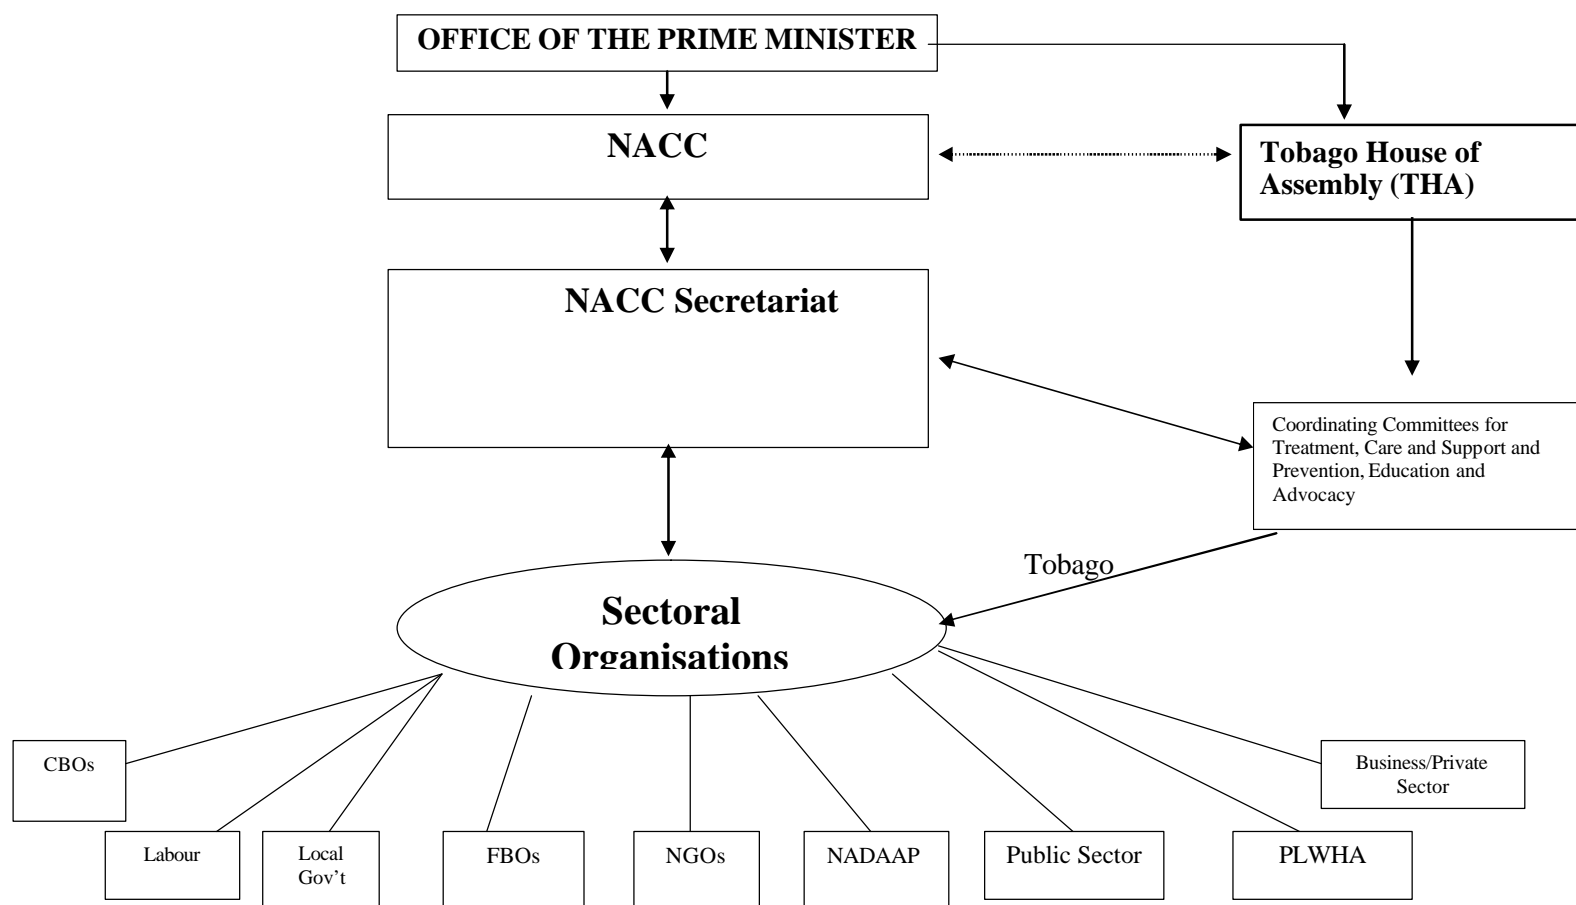 OFFICE OF THE PRIME MINISTER
NACC
Tobago House of
Assembly (THA)
NACC Secretariat
Coordinating Committees for
Treatment, Care and Support and
Prevention, Education and
Advocacy
Tobago
Sectoral
Organisations
CBOs
Business/Private
Sector
Labour
Local
Gov’t
FBOs
NGOs
NADAAP
Public Sector
PLWHA